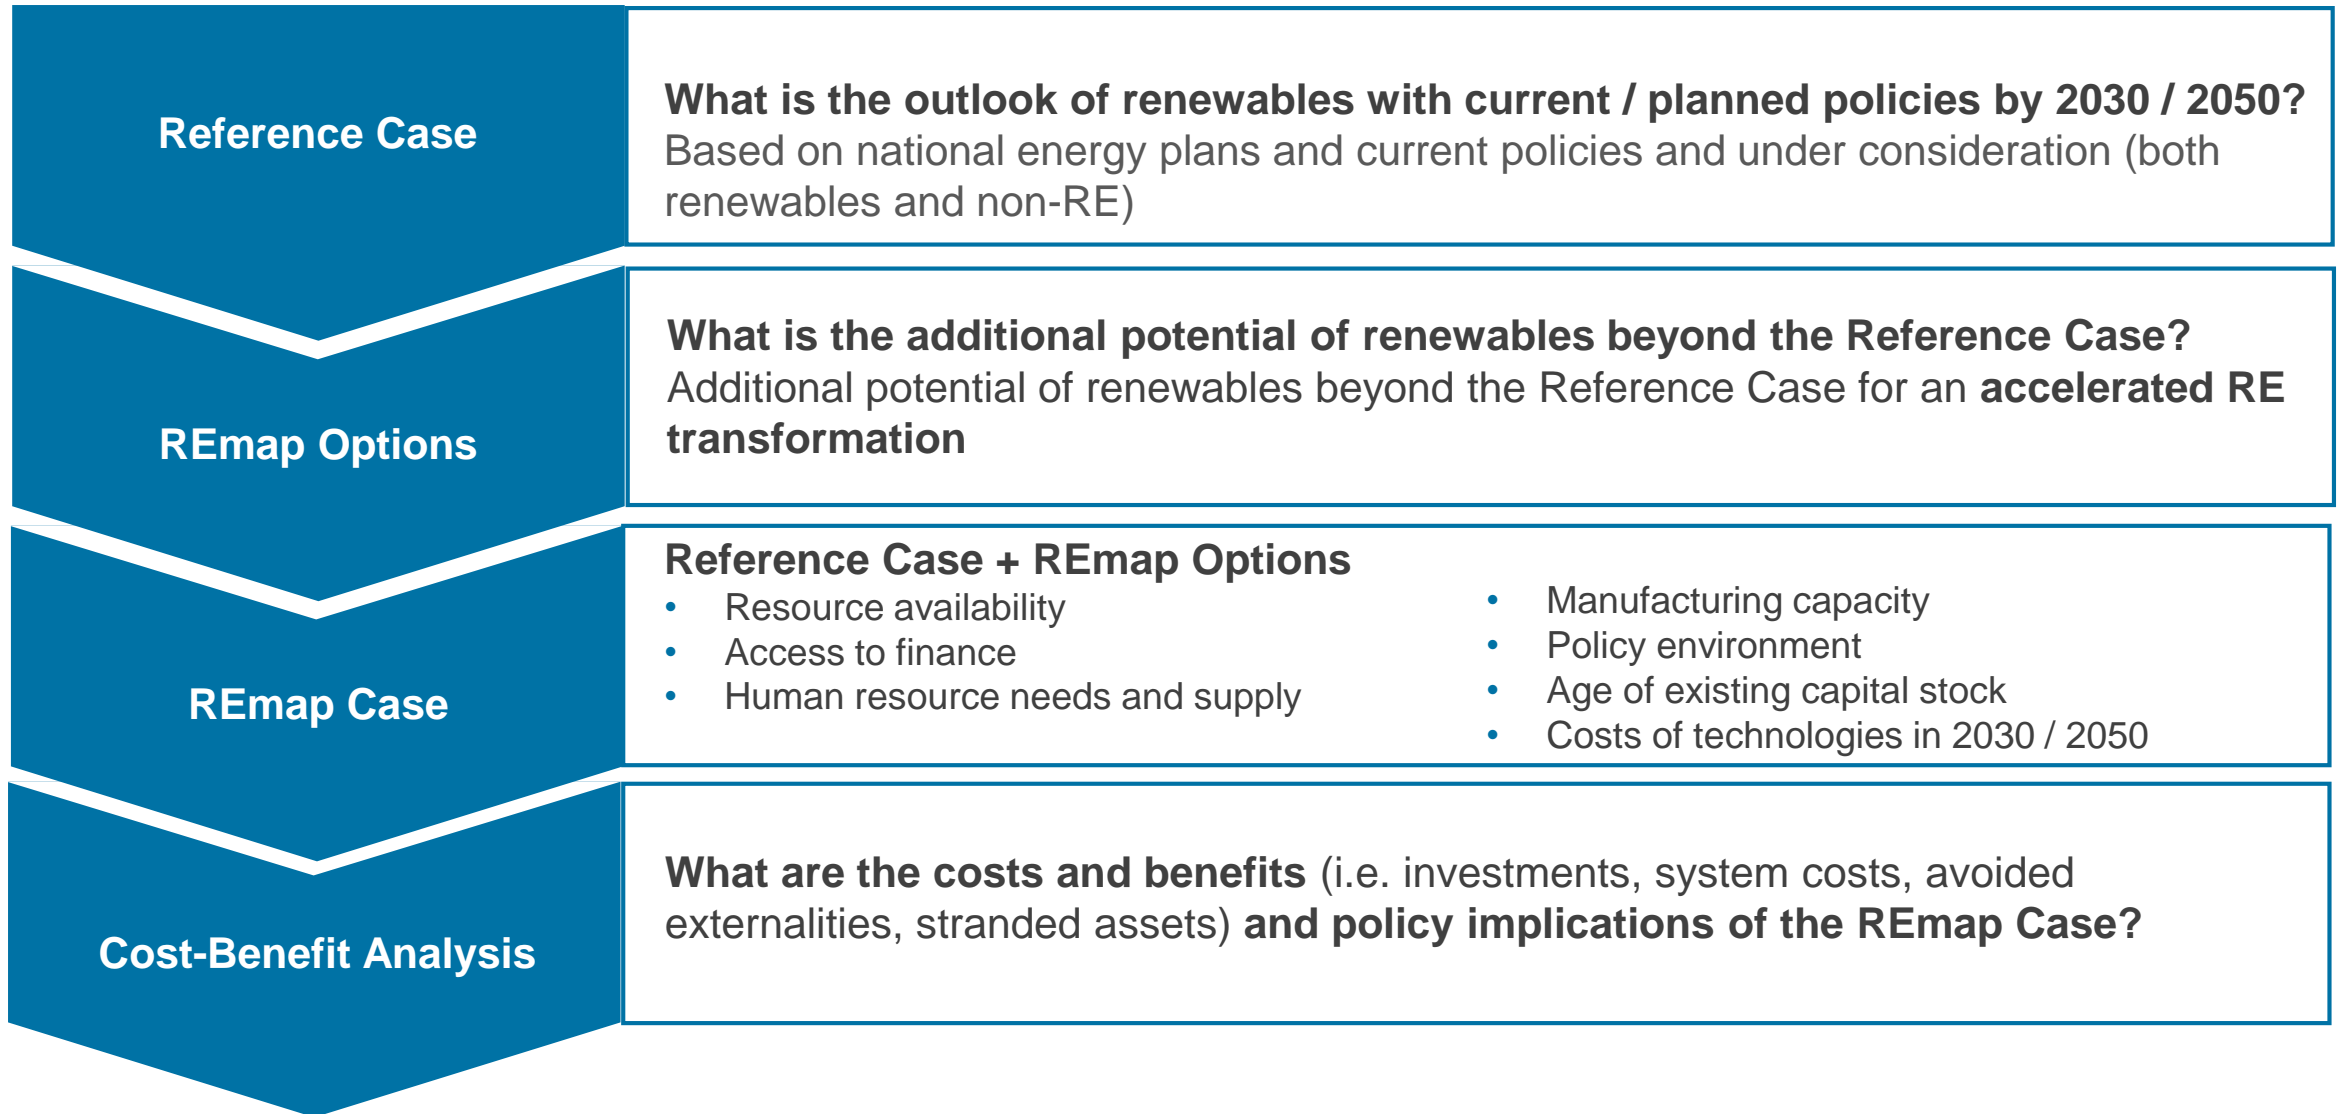 Reference Case
What is the outlook of renewables with current / planned policies by 2030 / 2050?
Based on national energy plans and current policies and under consideration (both
renewables and non-RE)
REmap Options
What is the additional potential of renewables beyond the Reference Case?
Additional potential of renewables beyond the Reference Case for an accelerated RE
transformation
REmap Case
Reference Case + REmap Options
• Resource availability
• Access to finance
• Human resource needs and supply
• Manufacturing capacity
• Policy environment
• Age of existing capital stock
• Costs of technologies in 2030 / 2050
Cost-Benefit Analysis
What are the costs and benefits (i.e. investments, system costs, avoided
externalities, stranded assets) and policy implications of the REmap Case?